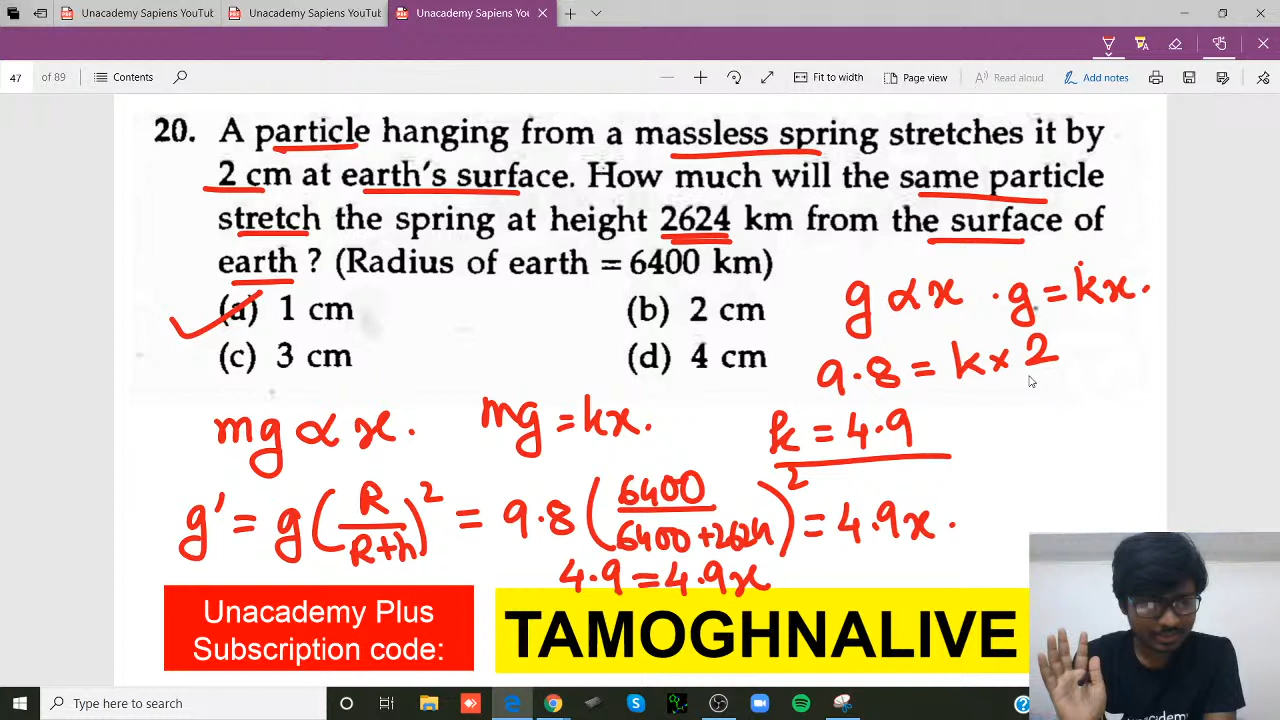 Unacademy Sapiens YouTub
Unacademy Sapiens YouTub
Unacademy Sapiens YouTub
47 of 89
Contents
Fit to width
Page view
Read aloud
Add notes
20. A particle hanging from a massless spring stretches it by
2 cm at earth's surface. How much will the same particle
stretch the spring at height 2624 km from the surface of
earth ? (Radius of earth = 6400 km)
(a) 1 cm
(b) 2 cm
(c) 3 cm
(d) 4 cm
g ∝ x . g = kx.
9.8 = k × 2
k = 4.9
mg ∝ x. mg = kx.
g' = g(R/R+h)² = 9.8(6400/6400+2624)² = 4.9x.
4.9 = 4.9x
Unacademy Plus
Subscription code:
TAMOGHNALIVE
unacademy
Type here to search